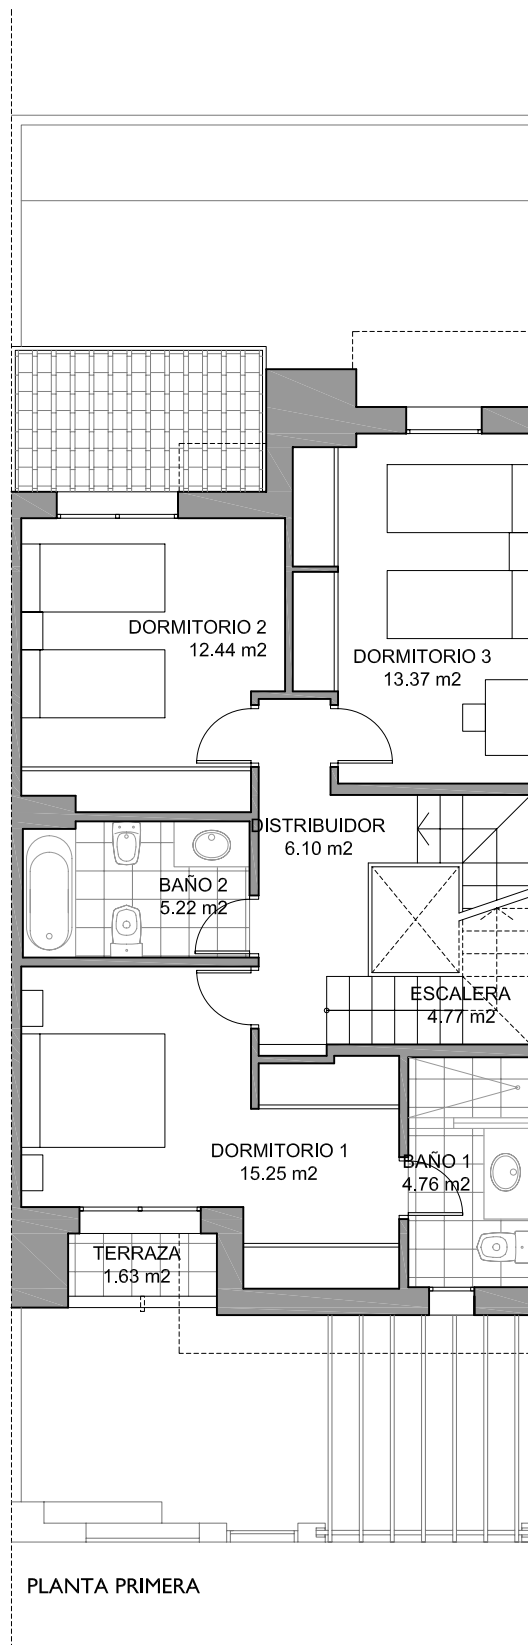 DORMITORIO 2
12.44 m2
DORMITORIO 3
13.37 m2
DISTRIBUIDOR
6.10 m2
BAÑO 2
5.22 m2
ESCALERA
4.77 m2
DORMITORIO 1
15.25 m2
BAÑO 1
4.76 m2
TERRAZA
1.63 m2
PLANTA PRIMERA